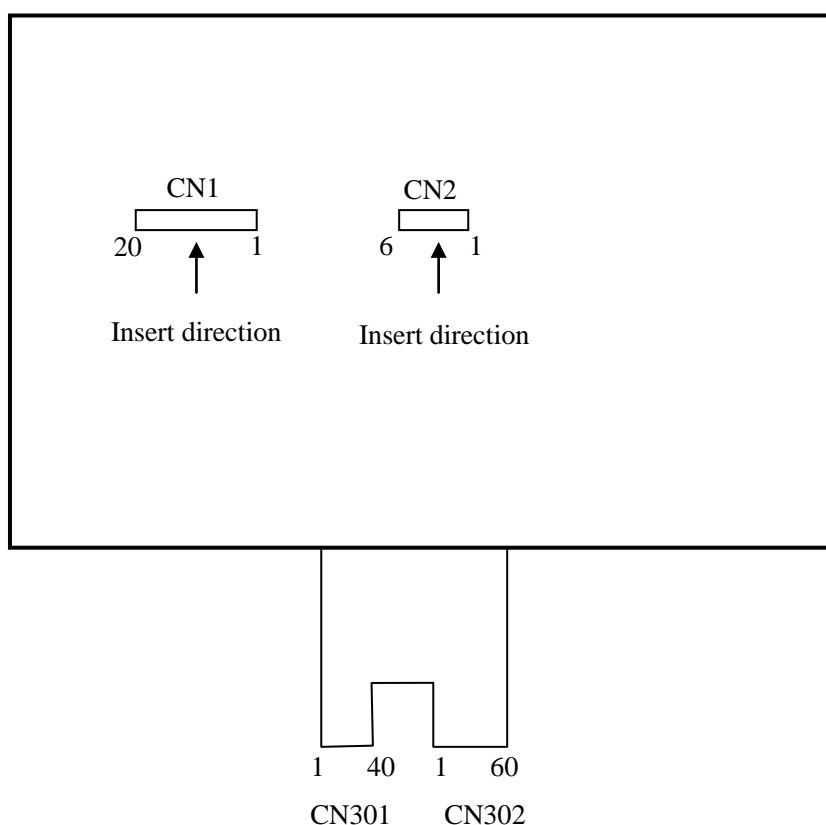 CN1 CN2
20 1 6 1
Insert direction Insert direction
1 40 1 60
CN301 CN302